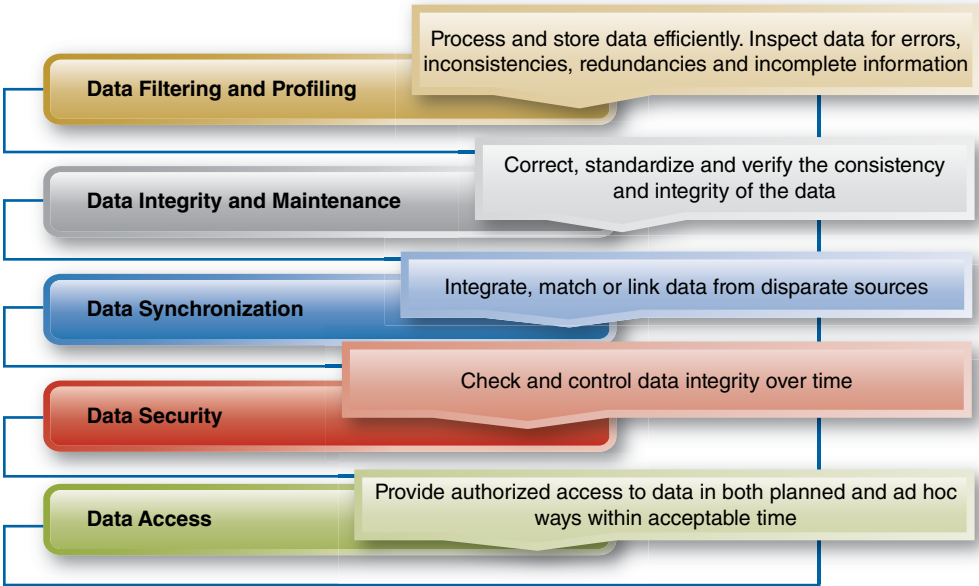 Process and store data efficiently. Inspect data for errors,
inconsistencies, redundancies and incomplete information
Data Filtering and Profiling
Correct, standardize and verify the consistency
and integrity of the data
Data Integrity and Maintenance
Integrate, match or link data from disparate sources
Data Synchronization
Check and control data integrity over time
Data Security
Provide authorized access to data in both planned and ad hoc
ways within acceptable time
Data Access